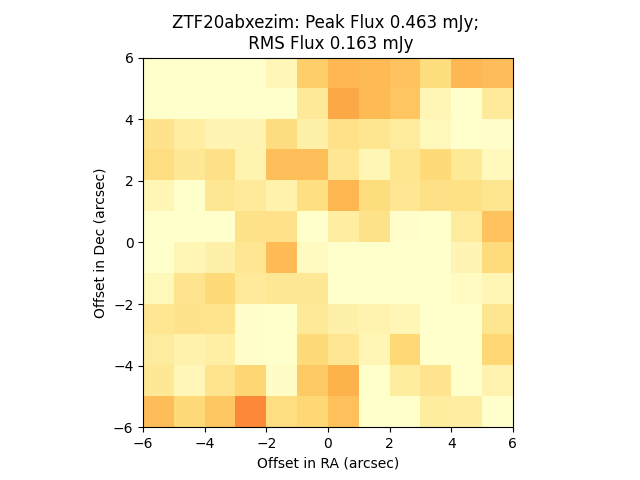 ZTF20abxezim: Peak Flux 0.463 mJy;
RMS Flux 0.163 mJy
6
4
2
0
−2
−4
−6
Offset in Dec (arcsec)
−6 −4 −2 0 2 4 6
Offset in RA (arcsec)